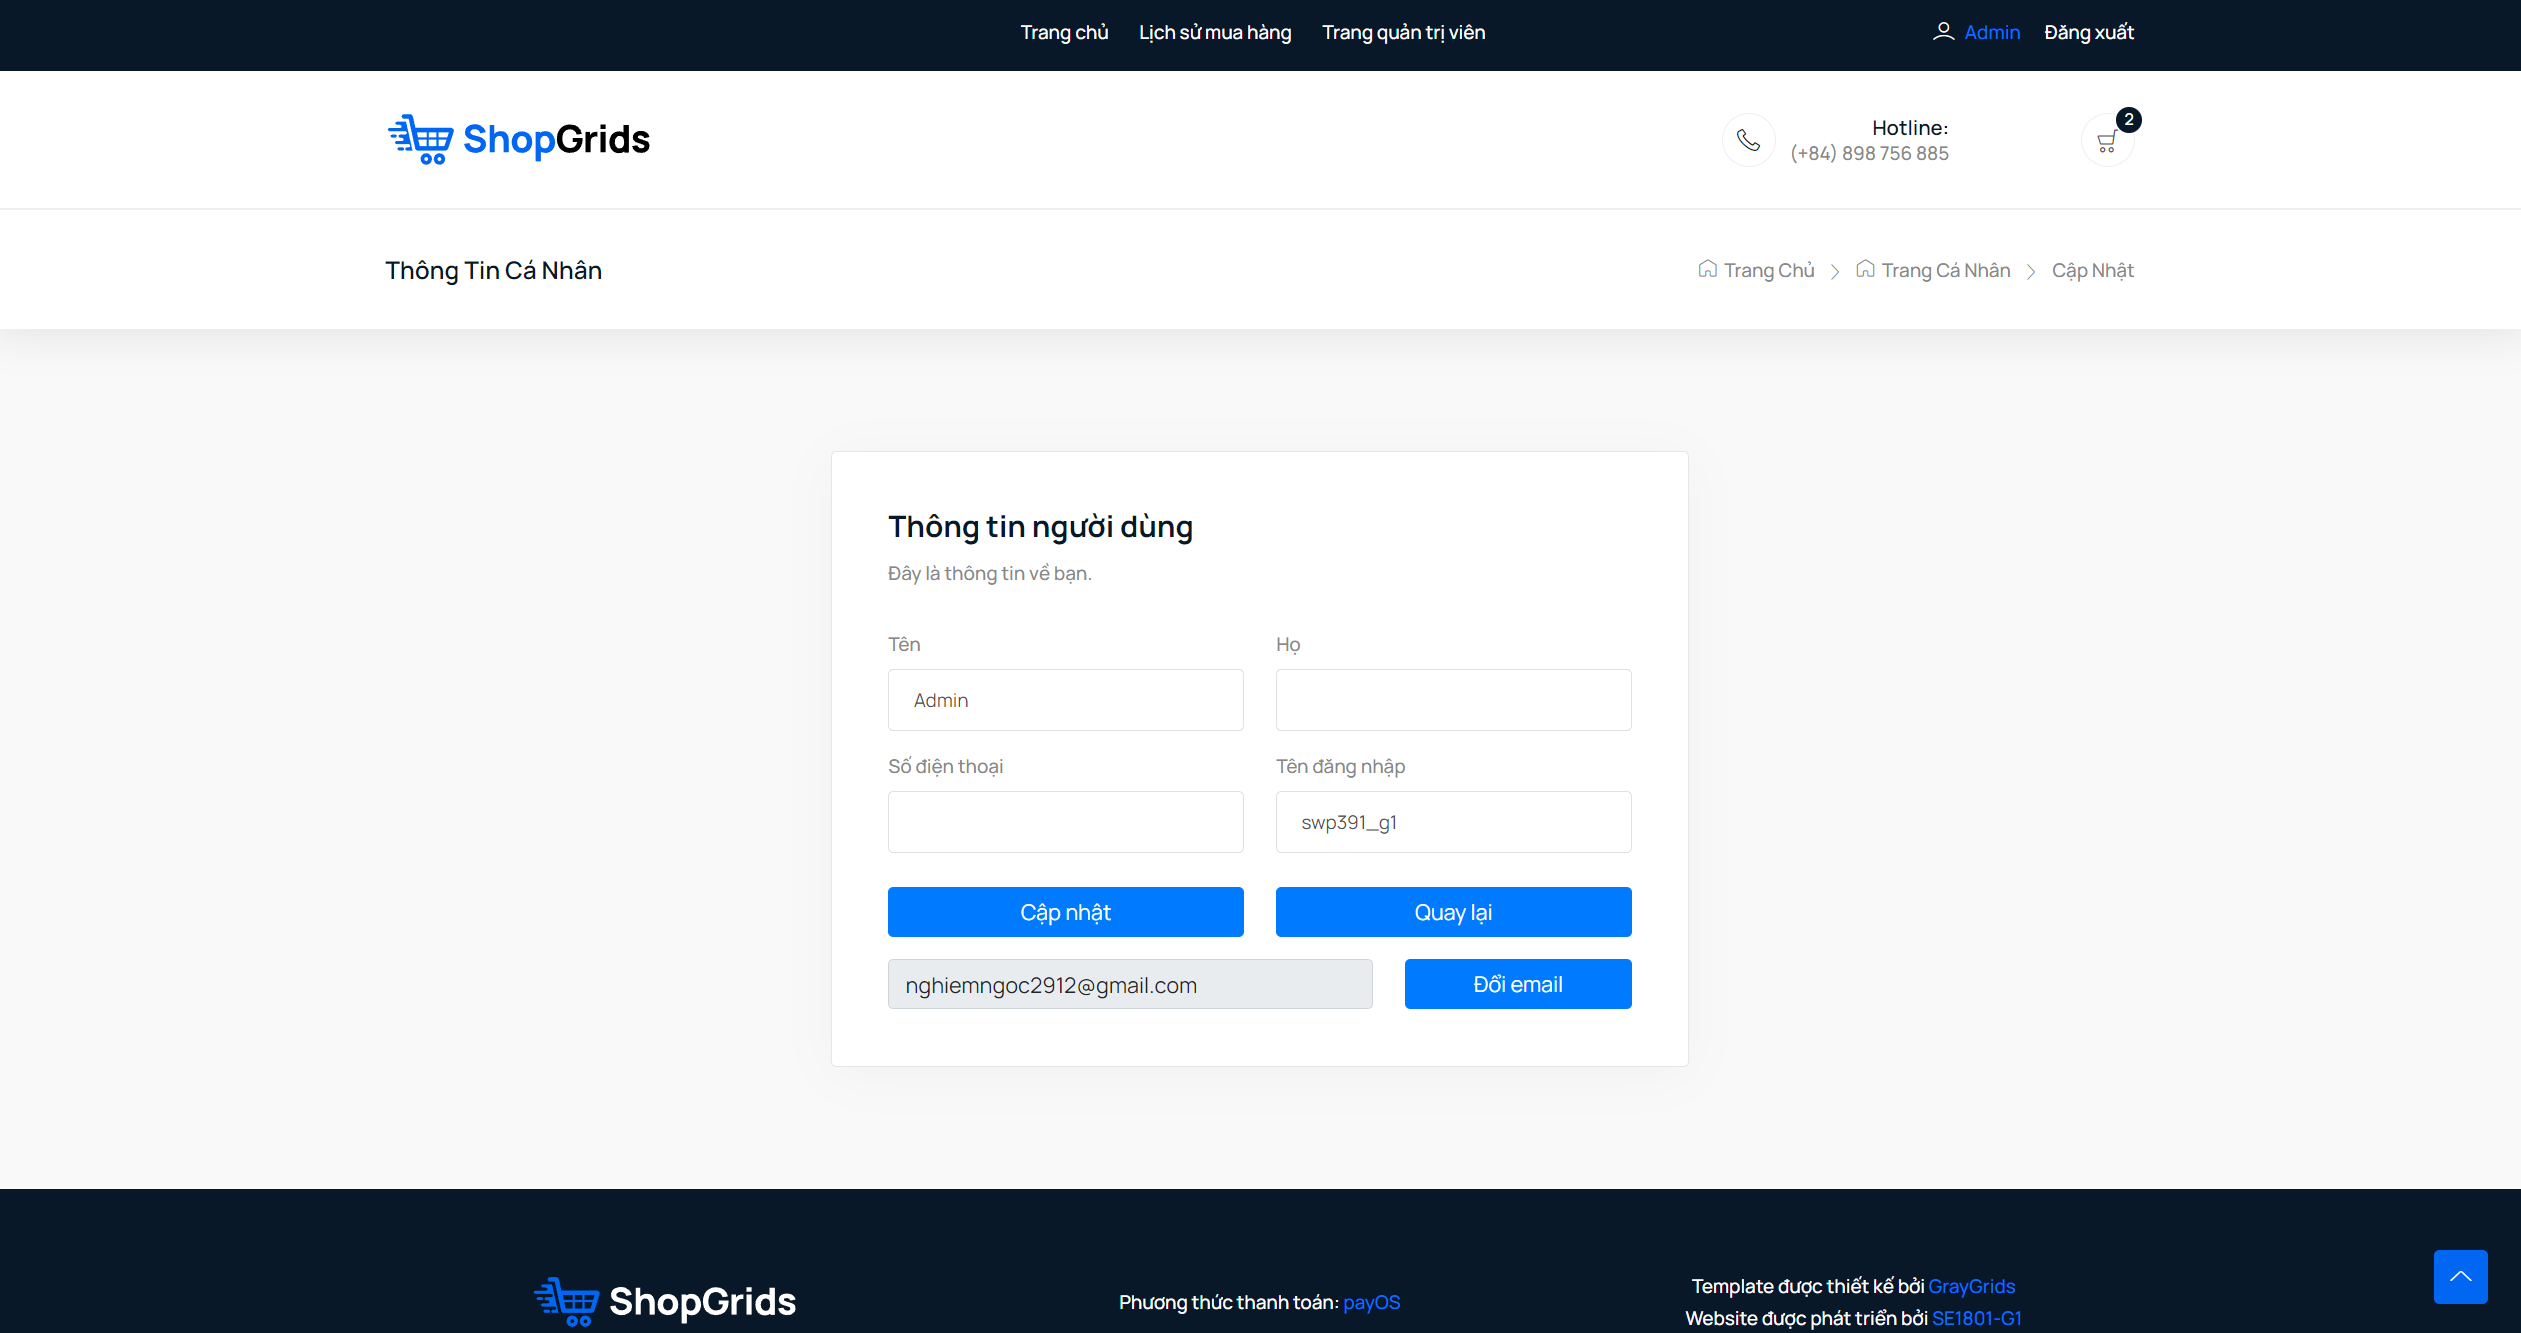 Trang chủ Lịch sử mua hàng Trang quản trị viên Admin Đăng xuất
ShopGrids
Hotline:
(+84) 898 756 885
2
Thông Tin Cá Nhân
Trang Chủ Trang Cá Nhân Cập Nhật
Thông tin người dùng
Đây là thông tin về bạn.
Tên Họ
Admin
Số điện thoại Tên đăng nhập
swp391_g1
Cập nhật Quay lại
nghiemngoc2912@gmail.com Đổi email
ShopGrids
Phương thức thanh toán: payOS
Template được thiết kế bởi GrayGrids
Website được phát triển bởi SE1801-G1